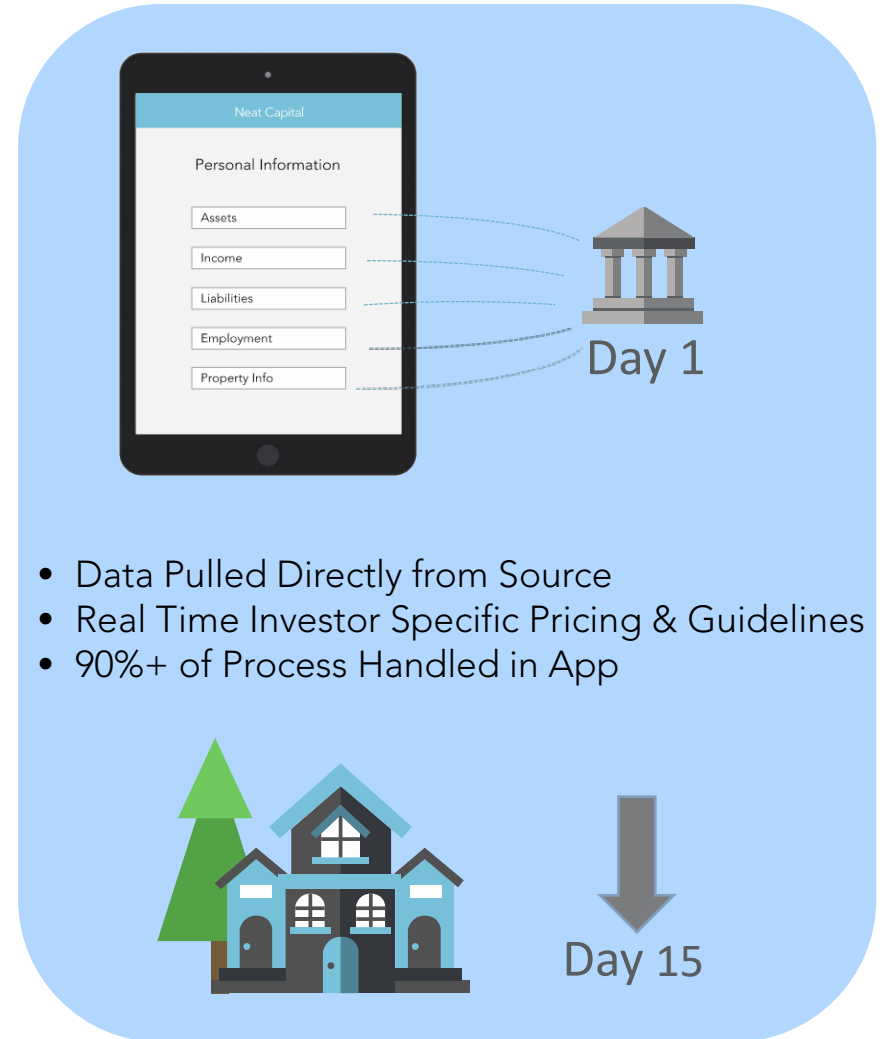 Neat Capital
Personal Information
Assets
Income
Liabilities
Employment
Property Info
Day 1
• Data Pulled Directly from Source
• Real Time Investor Specific Pricing & Guidelines
• 90%+ of Process Handled in App
Day 15